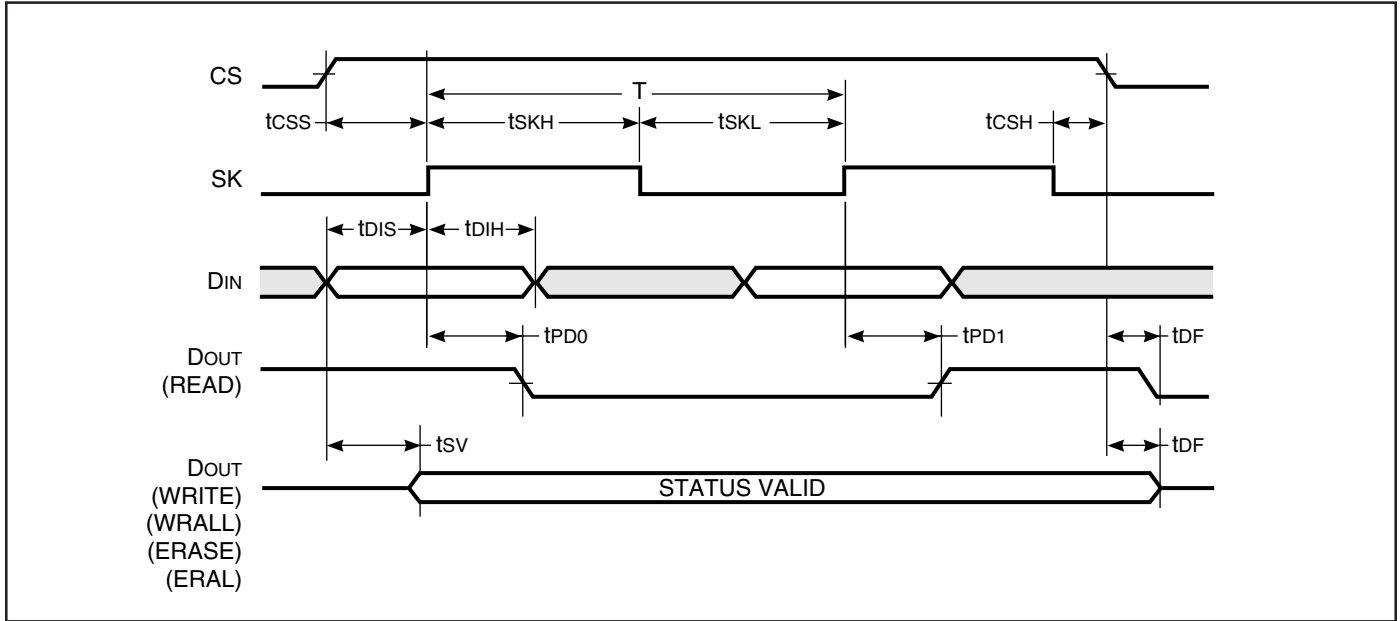 CS
T
tCSS
tSKH
tSKL
tCSH
SK
tDIS
tDIH
DIN
tPD0
tPD1
tDF
DOUT
(READ)
tSV
tDF
DOUT
(WRITE)
(WRALL)
(ERASE)
(ERAL)
STATUS VALID